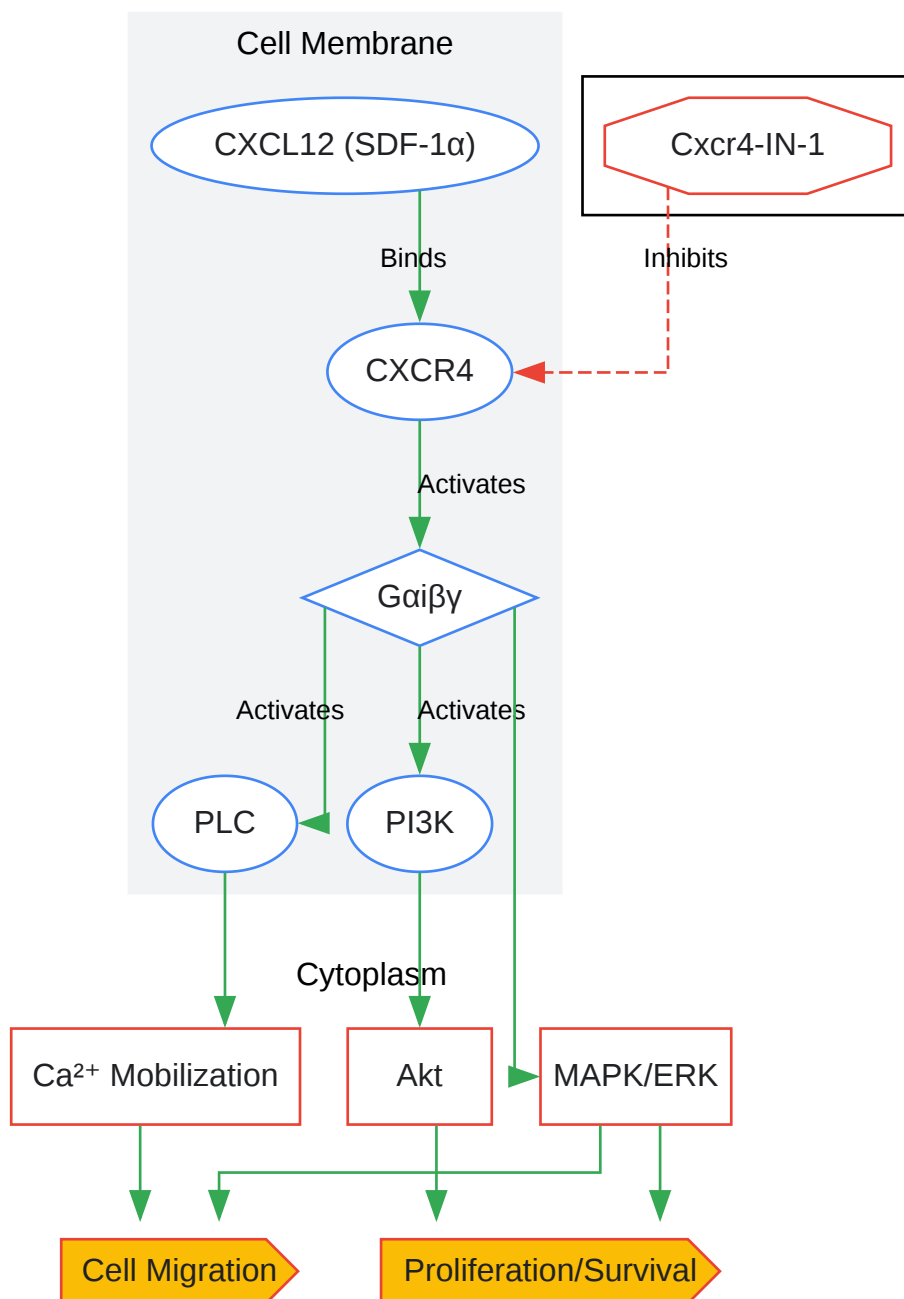 Cell Membrane
CXCL12 (SDF-1α)
Cxcr4-IN-1
Binds
Inhibits
CXCR4
Activates
Gαiβγ
Activates
Activates
PLC
PI3K
Cytoplasm
Ca²⁺ Mobilization
Akt
MAPK/ERK
Cell Migration
Proliferation/Survival